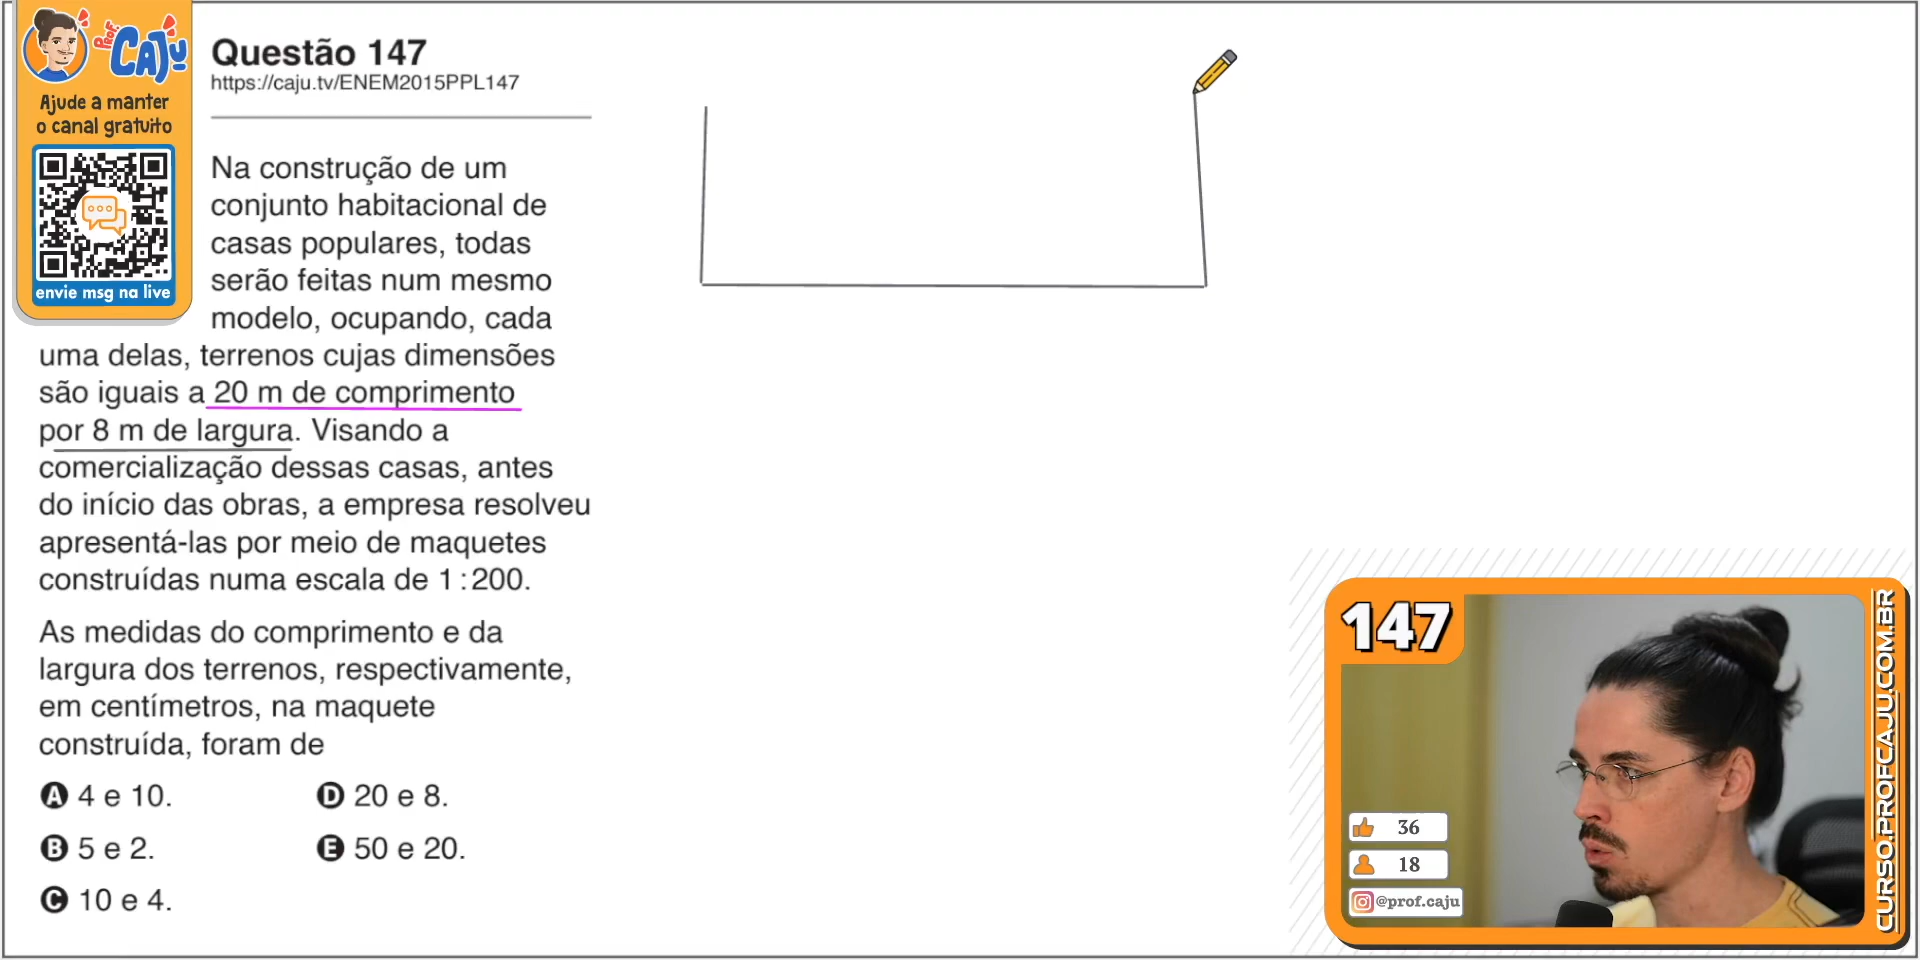 PROF.
CAJU
Ajude a manter
o canal gratuito
envie msg na live
Questão 147
https://caju.tv/ENEM2015PPL147
Na construção de um
conjunto habitacional de
casas populares, todas
serão feitas num mesmo
modelo, ocupando, cada
uma delas, terrenos cujas dimensões
são iguais a 20 m de comprimento
por 8 m de largura. Visando a
comercialização dessas casas, antes
do início das obras, a empresa resolveu
apresentá-las por meio de maquetes
construídas numa escala de 1 : 200.
As medidas do comprimento e da
largura dos terrenos, respectivamente,
em centímetros, na maquete
construída, foram de
A 4 e 10.
B 5 e 2.
C 10 e 4.
D 20 e 8.
E 50 e 20.
147
36
18
@prof.caju
CURSO.PROFCAJU.COM.BR